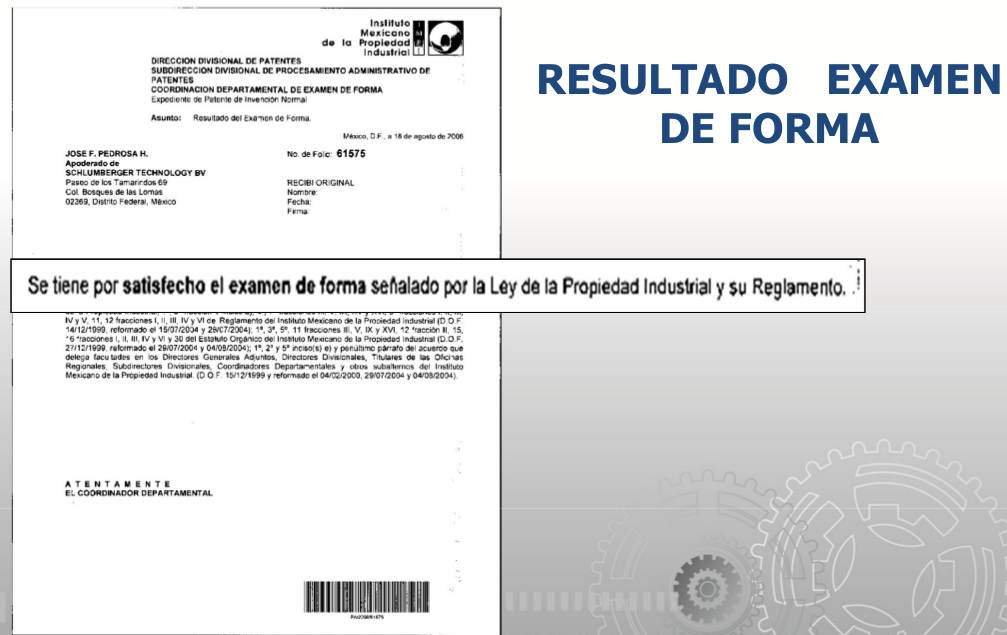 Instituto
Mexicano
de la Propiedad
Industrial
IMPI
DIRECCION DIVISIONAL DE PATENTES
SUBDIRECCION DIVISIONAL DE PROCESAMIENTO ADMINISTRATIVO DE
PATENTES
COORDINACION DEPARTAMENTAL DE EXAMEN DE FORMA
Expediente de Patente de Invención Normal
Asunto: Resultado del Examen de Forma.
México, D.F., a 18 de agosto de 2006
JOSE F. PEDROSA H.
Apoderado de
SCHLUMBERGER TECHNOLOGY BV
Paseo de los Tamarindos 69
Col. Bosques de las Lomas
02369, Distrito Federal, México
No. de Folio: 61575
RECIBI ORIGINAL
Nombre:
Fecha:
Firma:
RESULTADO EXAMEN
DE FORMA
Se tiene por satisfecho el examen de forma señalado por la Ley de la Propiedad Industrial y su Reglamento.
IV y V, 11, 12 fracciones I, II, III, IV y VI de Reglamento del Instituto Mexicano de la Propiedad Industrial (D.O.F.
14/12/1999, reformado el 15/07/2004 y 28/07/2004); 1º, 3º, 5º, 11 fracciones III, V, IX y XVI, 12 fracción II, 15,
16 fracciones I, II, III, IV y VI y 30 del Estatuto Orgánico del Instituto Mexicano de la Propiedad Industrial (D.O.F.
27/12/1999, reformado el 29/07/2004 y 04/08/2004); 1º, 2º y 5º inciso(s) e) y penúltimo párrafo del acuerdo que
delega facultades en los Directores Generales Adjuntos, Directores Divisionales, Titulares de las Oficinas
Regionales, Subdirectores Divisionales, Coordinadores Departamentales y otros subalternos del Instituto
Mexicano de la Propiedad Industrial. (D.O.F. 15/12/1999 y reformado el 04/02/2000, 29/07/2004 y 04/08/2004).
A T E N T A M E N T E
EL COORDINADOR DEPARTAMENTAL